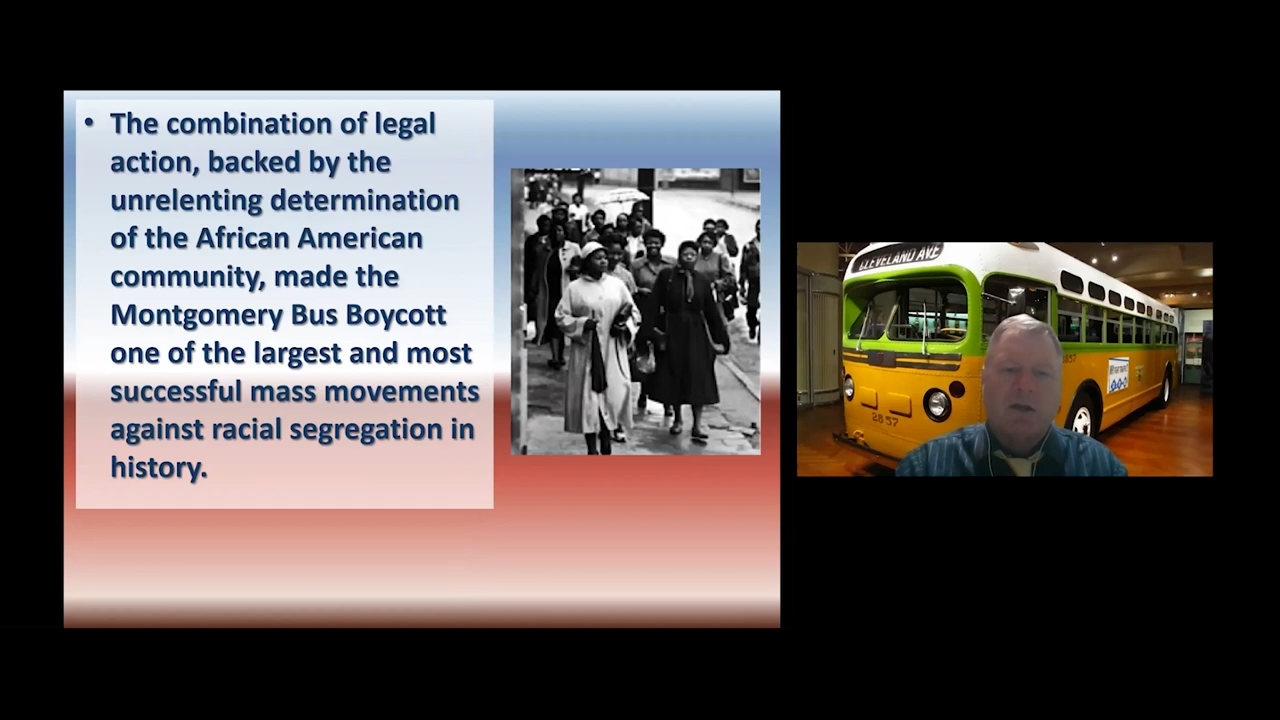 • The combination of legal
action, backed by the
unrelenting determination
of the African American
community, made the
Montgomery Bus Boycott
one of the largest and most
successful mass movements
against racial segregation in
history.
CLEVELAND AVE
2857